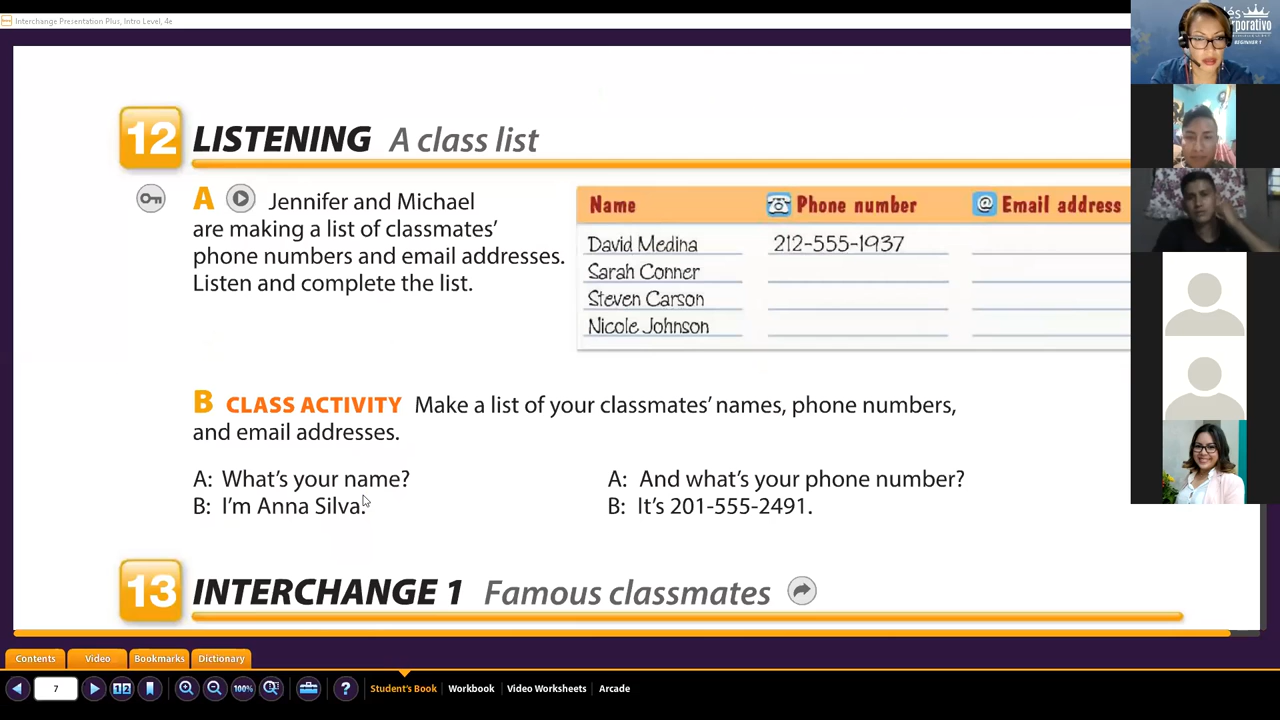 Interchange Presentation Plus, Intro Level, 4e
12 LISTENING A class list
A Jennifer and Michael
are making a list of classmates'
phone numbers and email addresses.
Listen and complete the list.
Name Phone number @ Email address
David Medina 212-555-1937
Sarah Conner
Steven Carson
Nicole Johnson
B CLASS ACTIVITY Make a list of your classmates' names, phone numbers,
and email addresses.
A: What's your name?
B: I'm Anna Silva.
A: And what's your phone number?
B: It's 201-555-2491.
13 INTERCHANGE 1 Famous classmates
Contents Video Bookmarks Dictionary
7 12 100% ? Student's Book Workbook Video Worksheets Arcade
BEGINNER 1